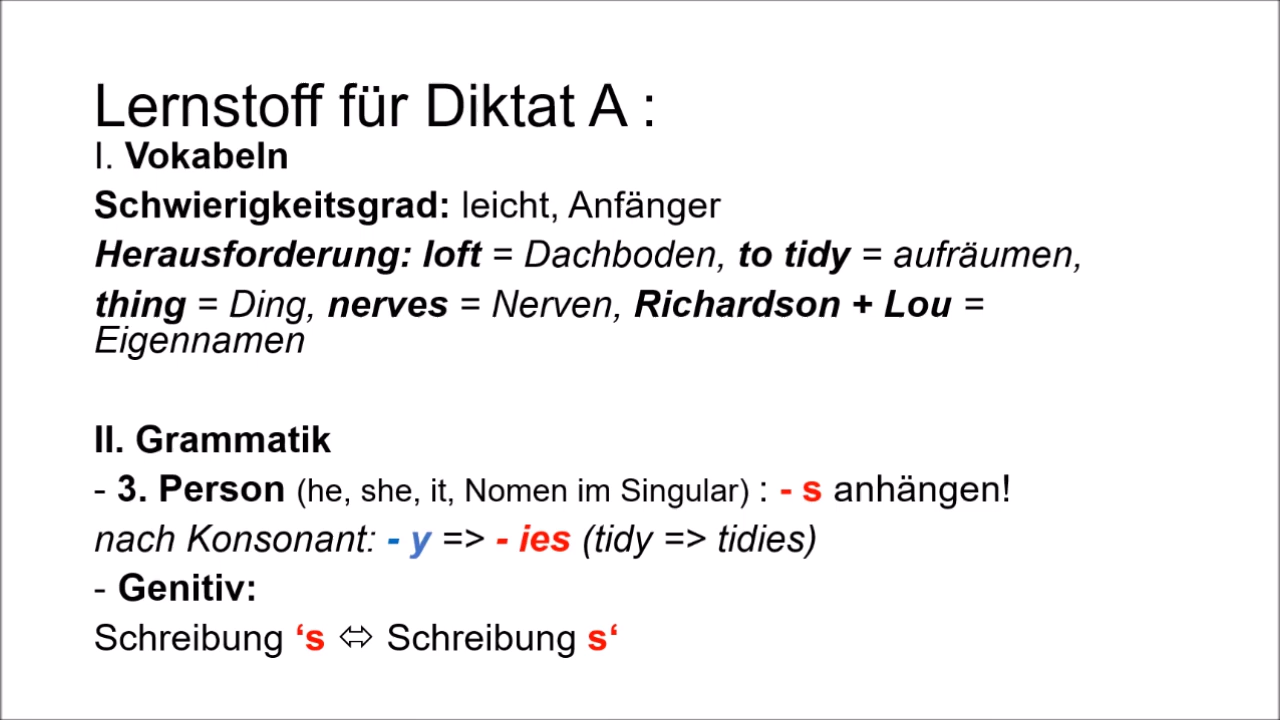 Lernstoff für Diktat A :
I. Vokabeln
Schwierigkeitsgrad: leicht, Anfänger
Herausforderung: loft = Dachboden, to tidy = aufräumen,
thing = Ding, nerves = Nerven, Richardson + Lou =
Eigennamen
II. Grammatik
- 3. Person (he, she, it, Nomen im Singular) : - s anhängen!
nach Konsonant: - y => - ies (tidy => tidies)
- Genitiv:
Schreibung ‘s ⬄ Schreibung s‘